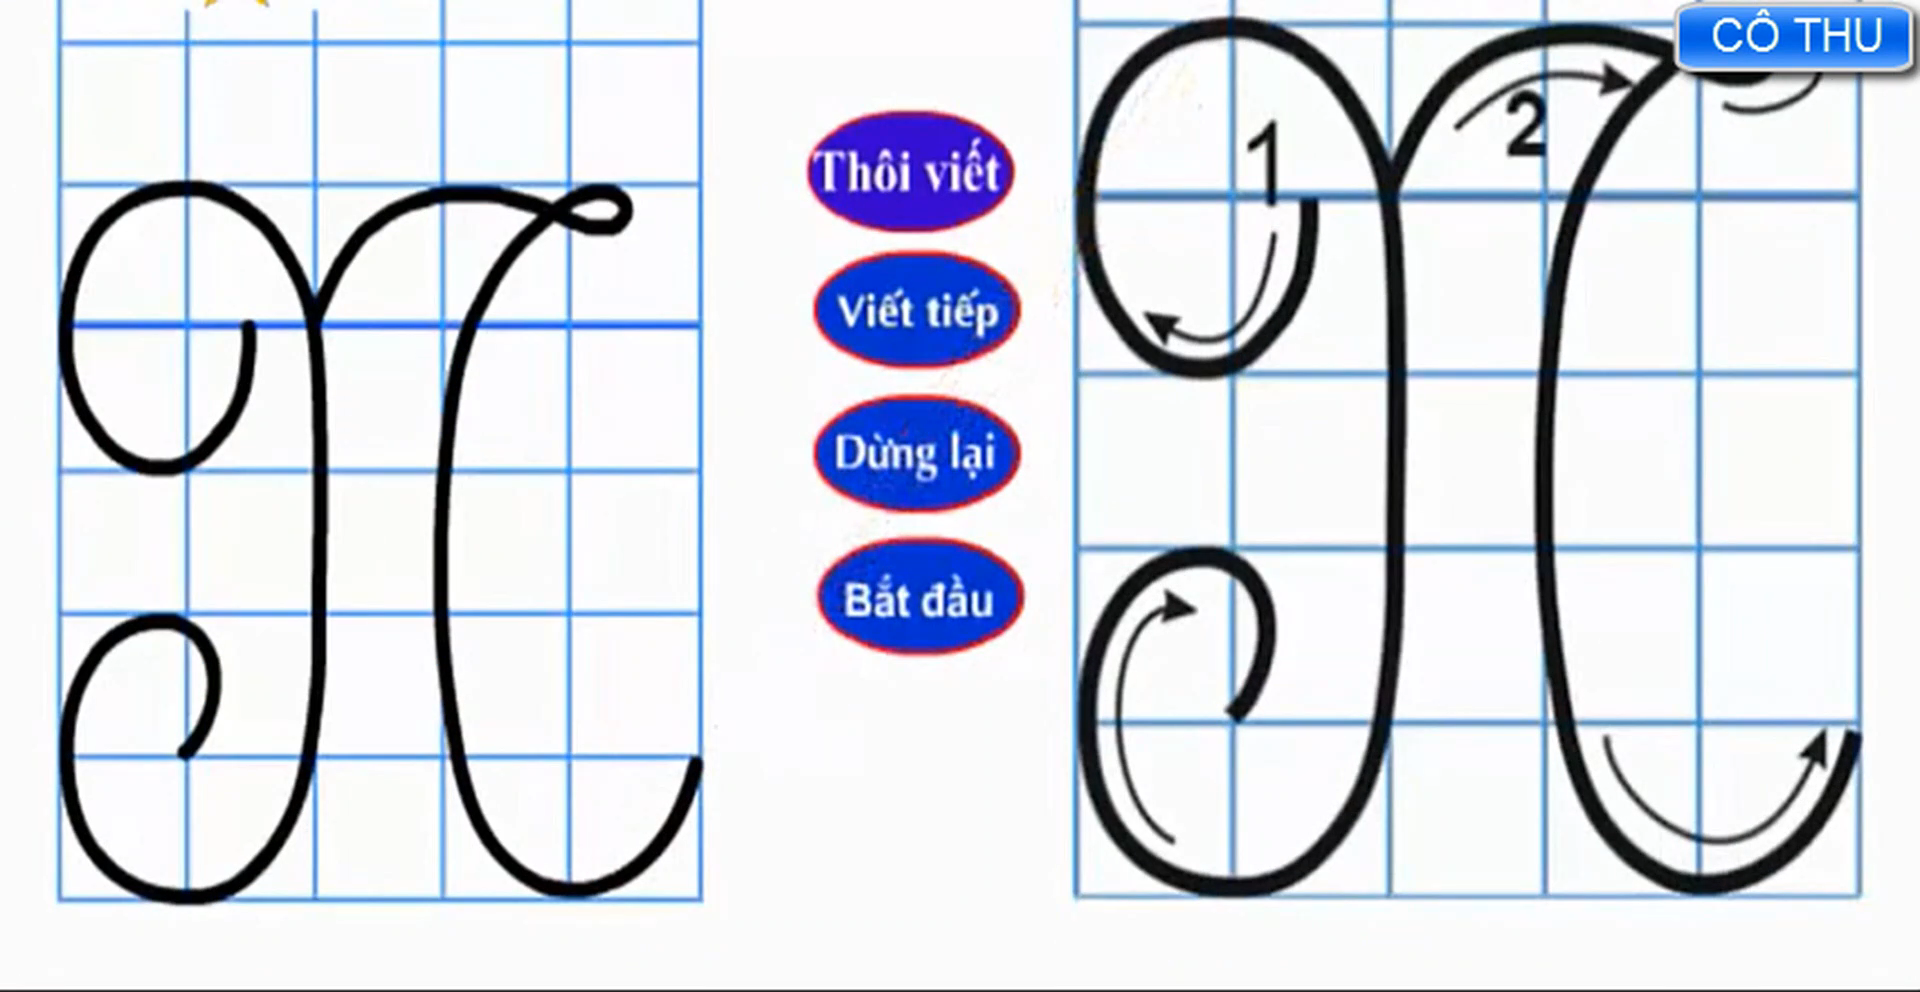 N
Thôi viết
Viết tiếp
Dừng lại
Bắt đầu
CÔ THU
N
1
2